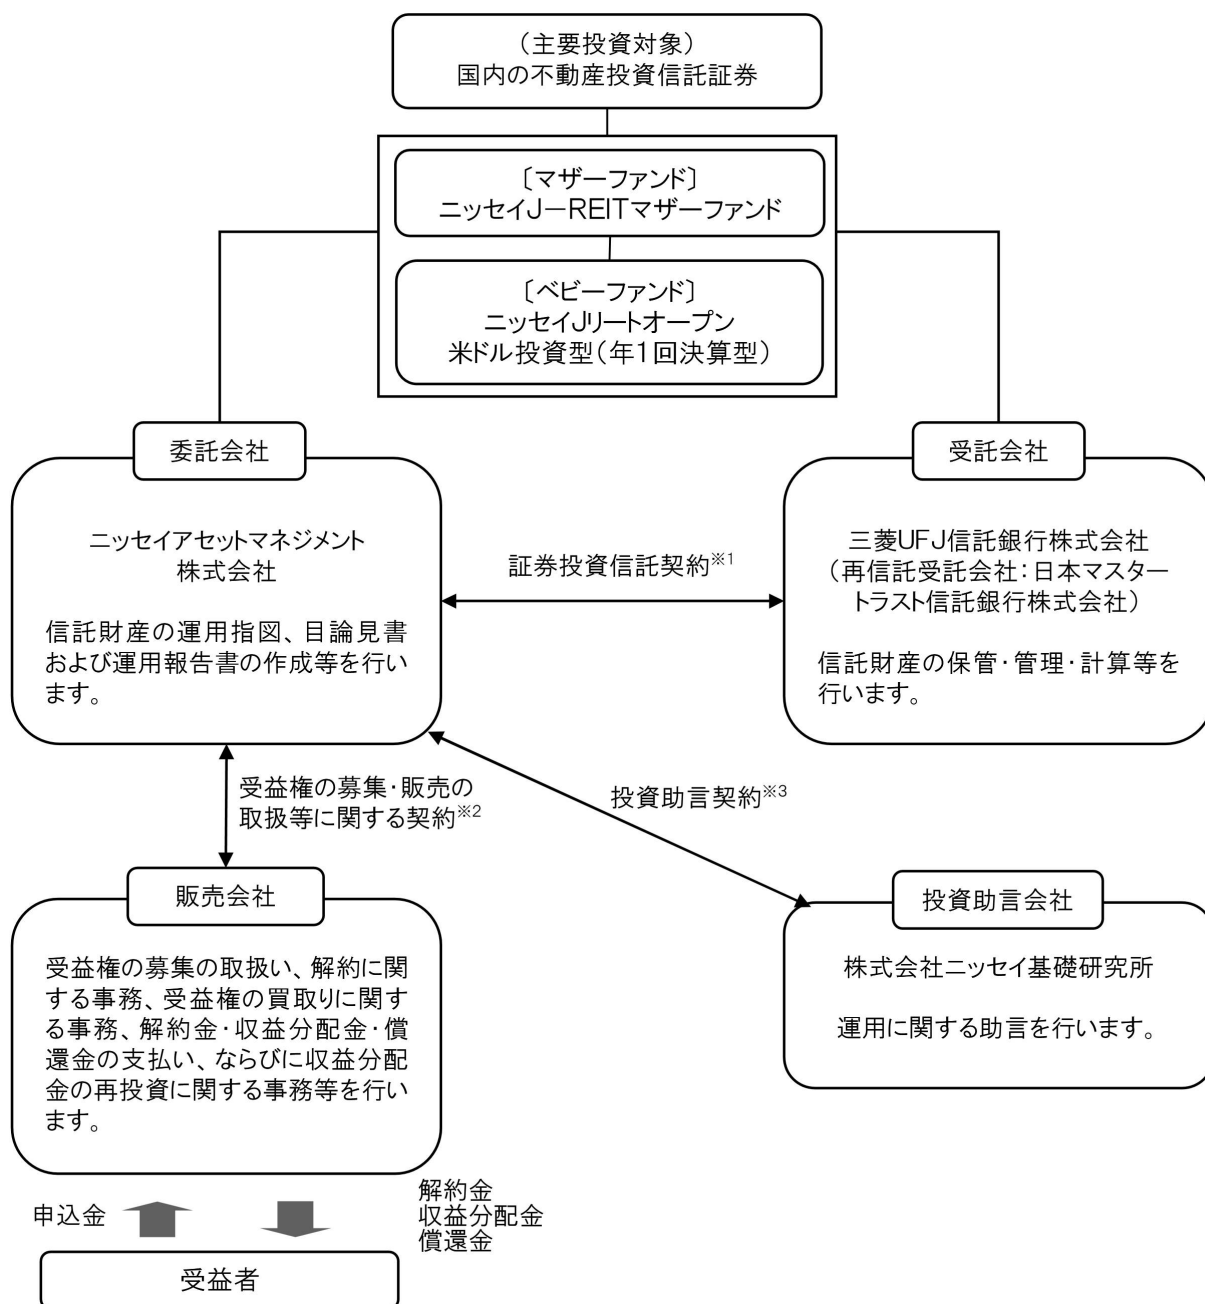 （主要投資対象）
国内の不動産投資信託証券
〔マザーファンド〕
ニッセイJ－REITマザーファンド
〔ベビーファンド〕
ニッセイJリートオープン
米ドル投資型（年1回決算型）
委託会社
ニッセイアセットマネジメント
株式会社
信託財産の運用指図、目論見書
および運用報告書の作成等を行い
ます。
受託会社
三菱UFJ信託銀行株式会社
（再信託受託会社：日本マスター
トラスト信託銀行株式会社）
信託財産の保管・管理・計算等を
行います。
証券投資信託契約※1
受益権の募集・販売の
取扱等に関する契約※2
投資助言契約※3
販売会社
受益権の募集の取扱い、解約に関
する事務、受益権の買取りに関す
る事務、解約金・収益分配金・償
還金の支払い、ならびに収益分配
金の再投資に関する事務等を行い
ます。
投資助言会社
株式会社ニッセイ基礎研究所
運用に関する助言を行います。
申込金
解約金
収益分配金
償還金
受益者